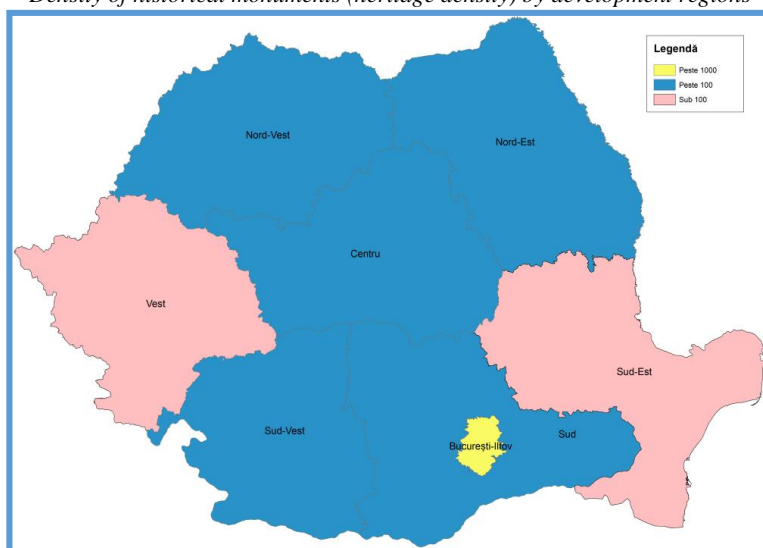 Density of historical monuments (heritage density) by development regions
Legendă
Peste 1000
Peste 100
Sub 100
Nord-Vest
Nord-Est
Centru
Vest
Sud-Est
Sud-Vest
Sud
București-Ilfov